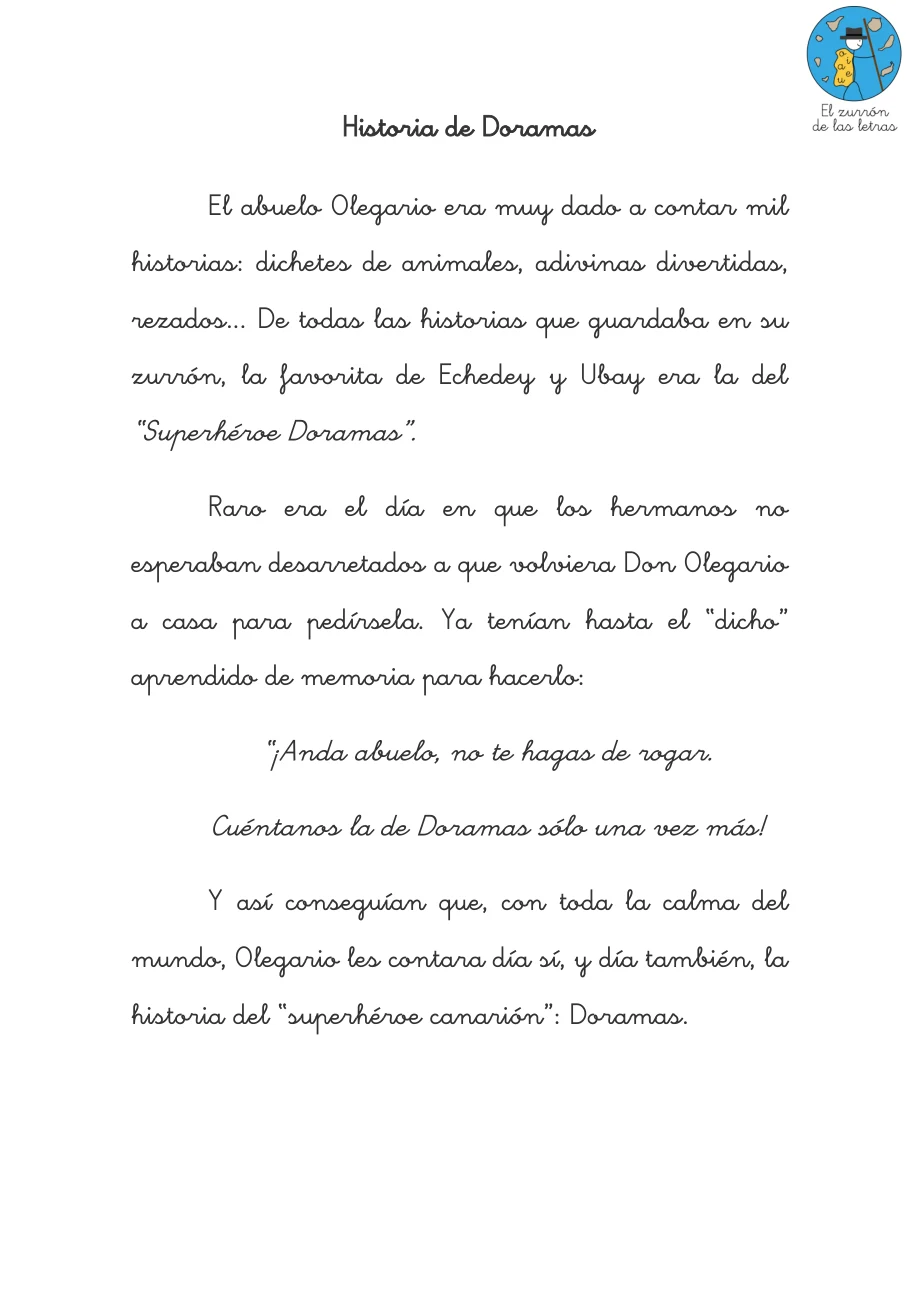 El zurrón
de las letras
Historia de Doramas
El abuelo Olegario era muy dado a contar mil
historias: dichetes de animales, adivinas divertidas,
rezados... De todas las historias que guardaba en su
zurrón, la favorita de Echedey y Ubay era la del
“Superhéroe Doramas”.
Raro era el día en que los hermanos no
esperaban desarretados a que volviera Don Olegario
a casa para pedírsela. Ya tenían hasta el “dicho”
aprendido de memoria para hacerlo:
“¡Anda abuelo, no te hagas de rogar.
Cuéntanos la de Doramas sólo una vez más!
Y así conseguían que, con toda la calma del
mundo, Olegario les contara día sí, y día también, la
historia del “superhéroe canarión”: Doramas.